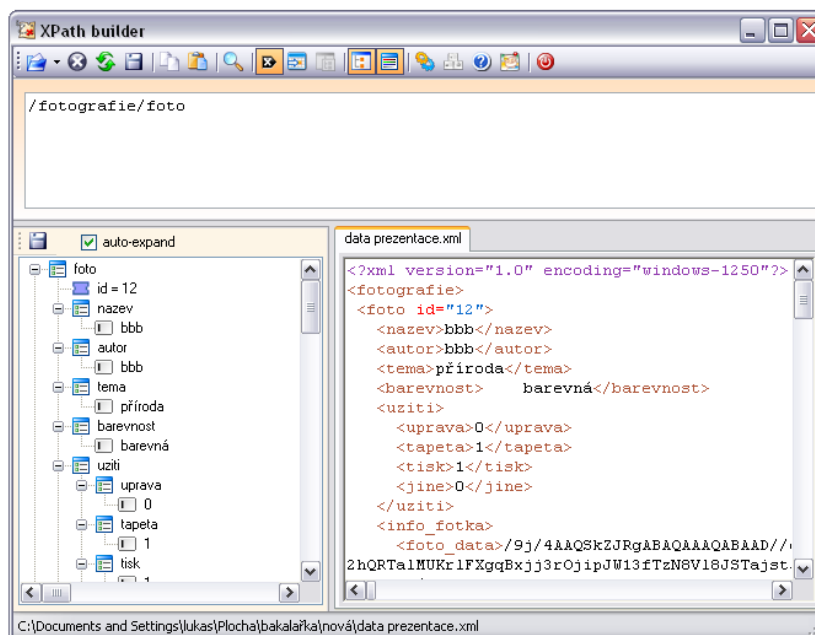 XPath builder
/fotografie/foto
auto-expand
foto
id = 12
nazev
bbb
autor
bbb
tema
příroda
barevnost
barevná
uziti
uprava
0
tapeta
1
tisk
data prezentace.xml
<?xml version="1.0" encoding="windows-1250"?>
<fotografie>
<foto id="12">
<nazev>bbb</nazev>
<autor>bbb</autor>
<tema>příroda</tema>
<barevnost>    barevná</barevnost>
<uziti>
<uprava>0</uprava>
<tapeta>1</tapeta>
<tisk>1</tisk>
<jine>0</jine>
</uziti>
<info_fotka>
<foto_data>/9j/4AAQSkZJRgABAQAAAQABAAD//
C:\Documents and Settings\lukas\Plocha\bakalařka\nová\data prezentace.xml